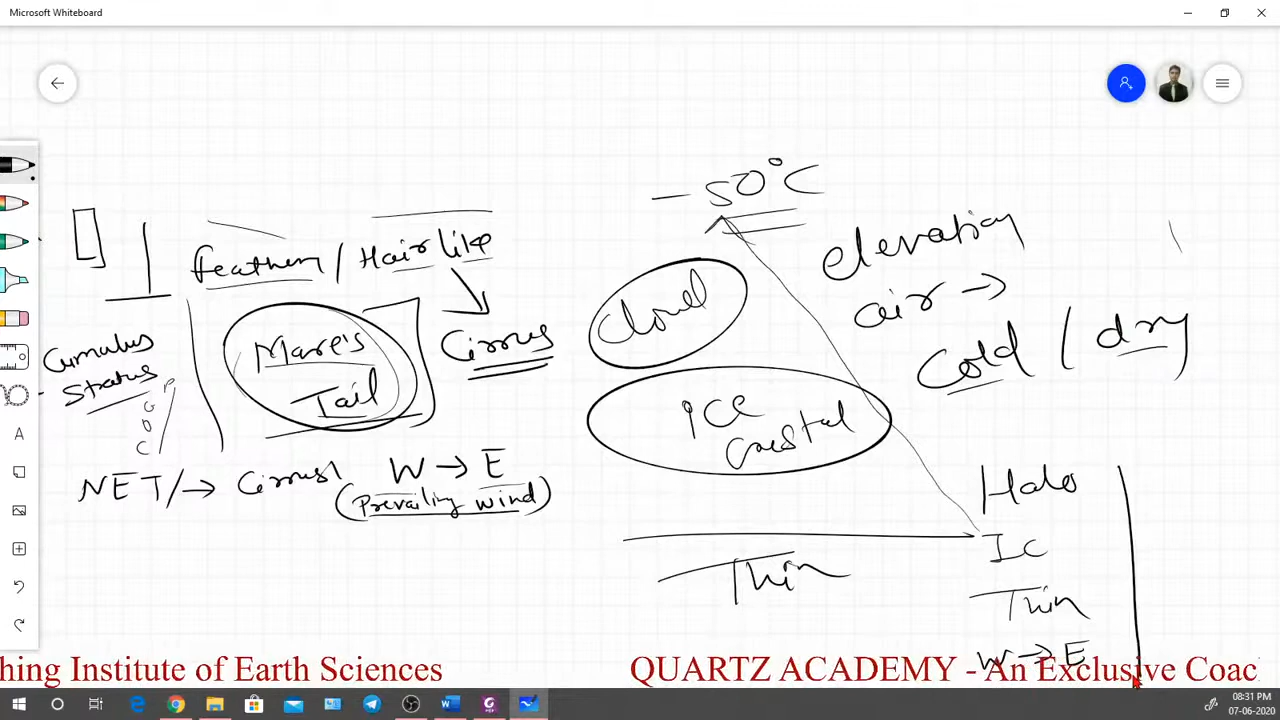 Microsoft Whiteboard
-50°C
feathery / Hair like
elevation
air →
cold / dry
cloud
Cumulus
Stratus
Mare's
Tail
Cirrus
P
G
O
C
ice
crystal
NET/→ Cirrus W → E
(Prevailing wind)
Thin
Halo
Ic
Thin
W → E
A
hing Institute of Earth Sciences
QUARTZ ACADEMY - An Exclusive Coac
08:31 PM
07-06-2020